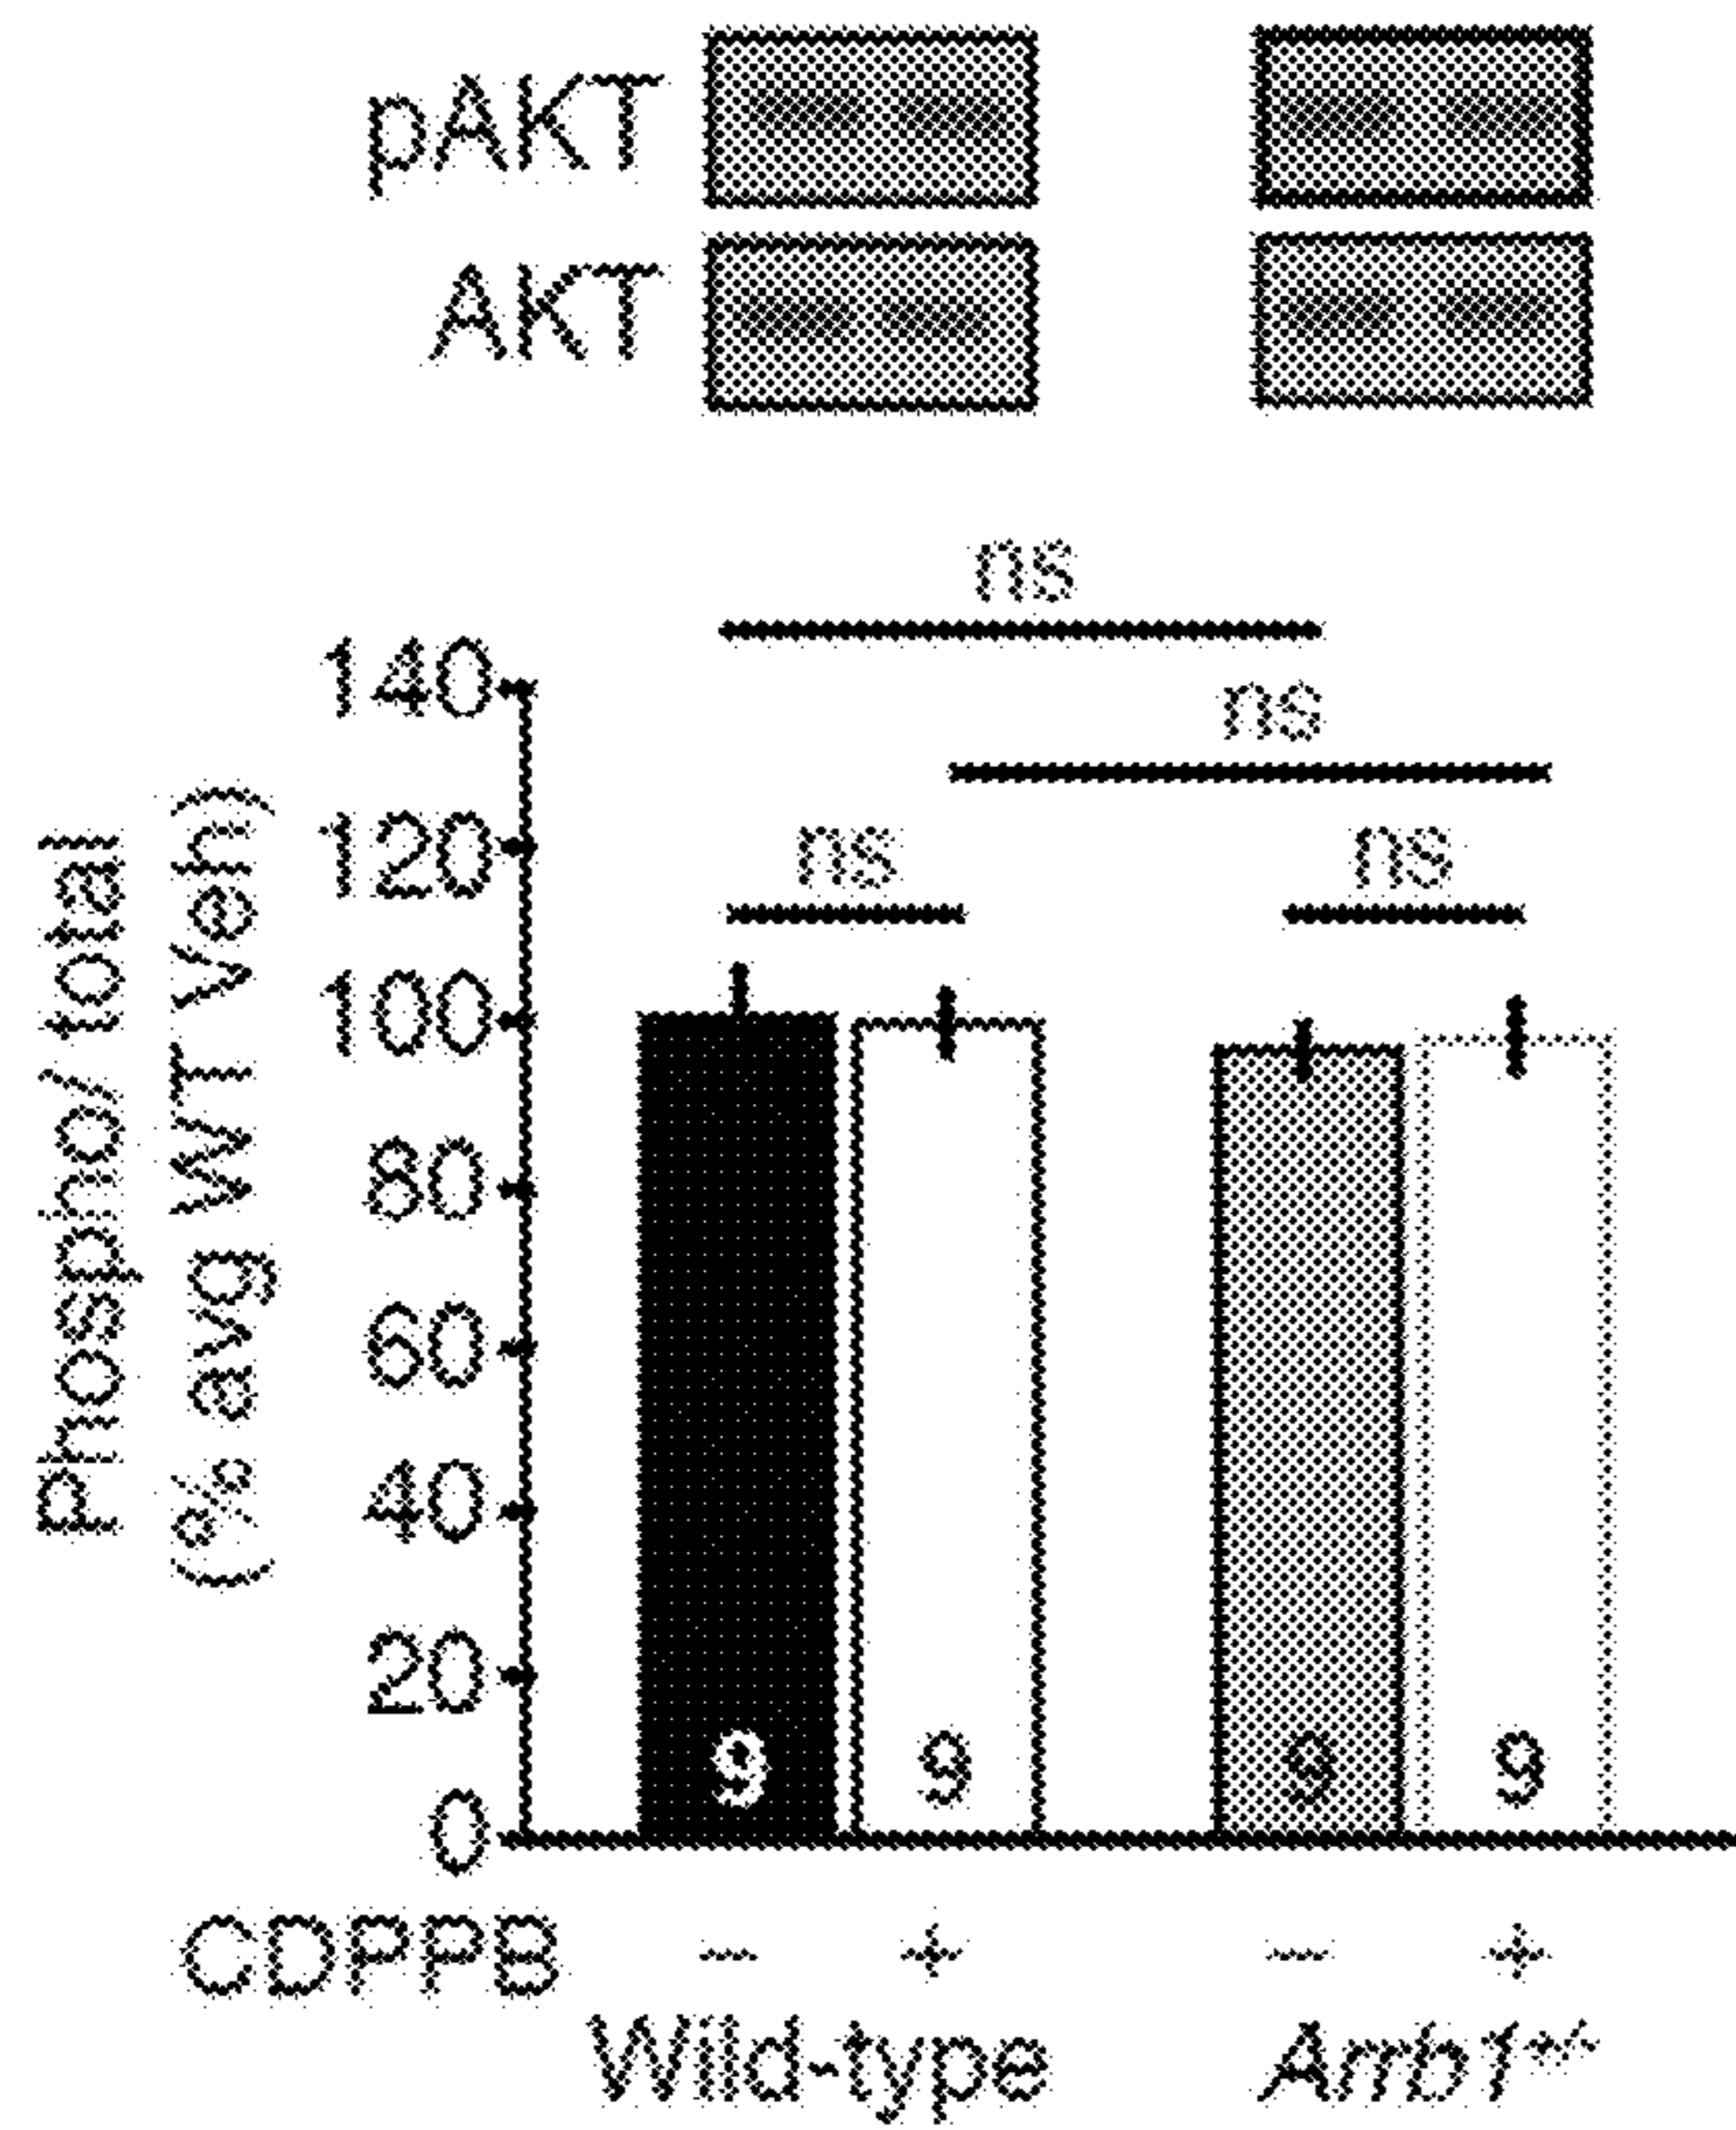 pAKT
AKT
ns
ns
ns
ns
Phospho/ total
(% avg WT Veh)
140
120
100
80
60
40
20
0
9 9 9 9
CDPPB − + − +
Wild-type Arrb1